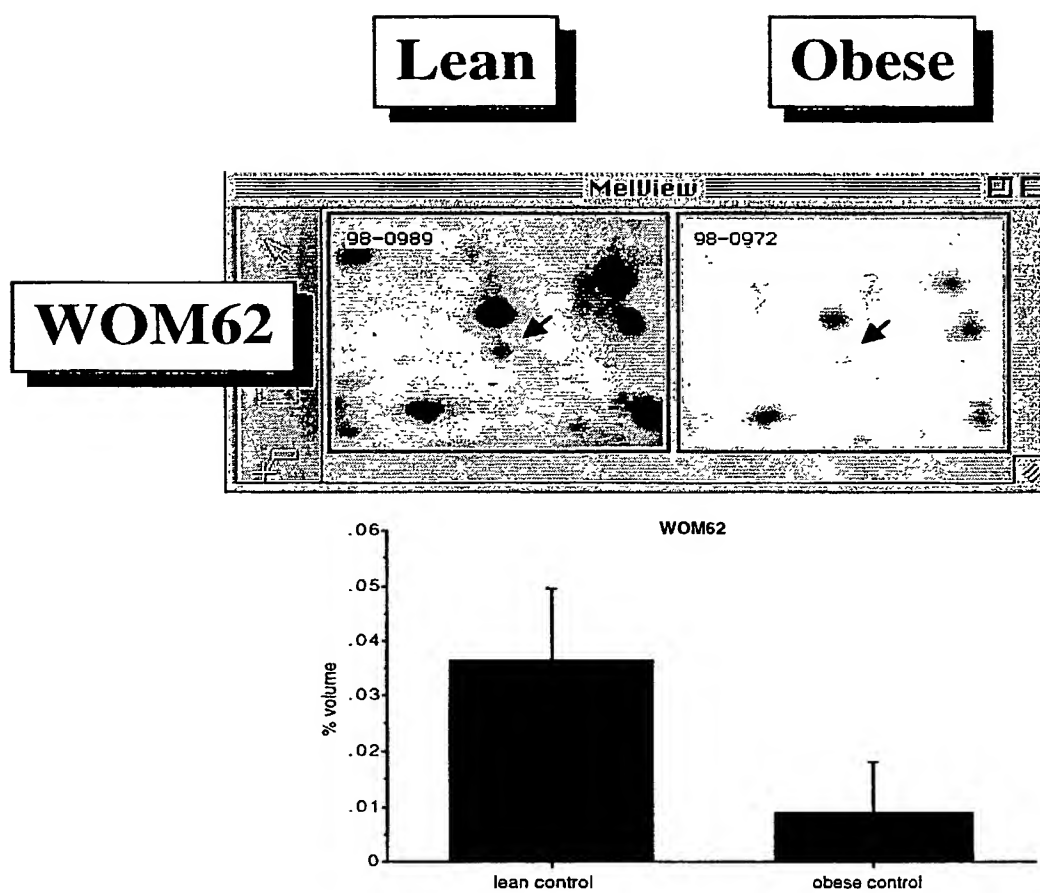 Lean
Obese
MelView
98-0989
98-0972
WOM62
WOM62
.06
.05
.04
.03
.02
.01
0
% volume
lean control
obese control